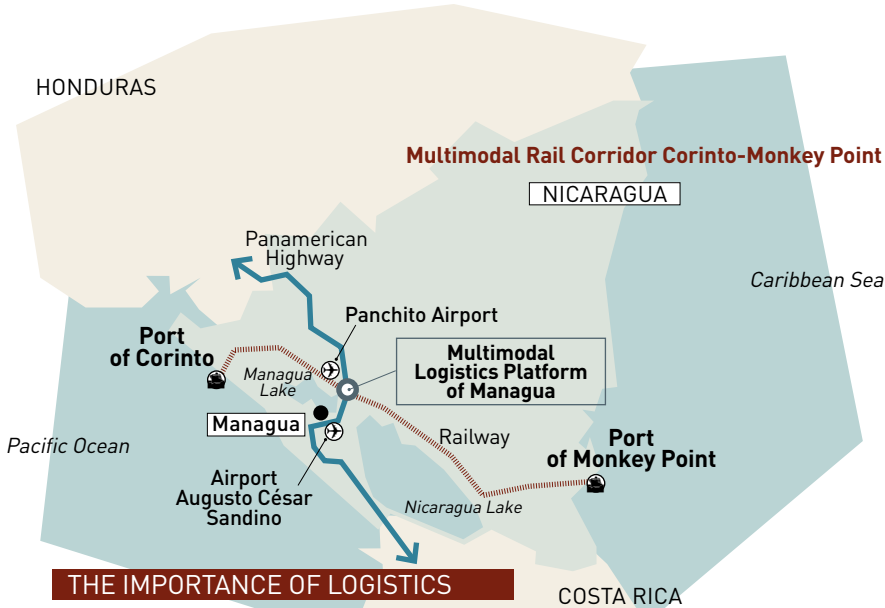 HONDURAS
Multimodal Rail Corridor Corinto-Monkey Point
NICARAGUA
Panamerican
Highway
Caribbean Sea
Panchito Airport
Port
of Corinto
Multimodal
Logistics Platform
of Managua
Managua
Lake
Managua
Railway
Port
of Monkey Point
Pacific Ocean
Airport
Augusto César
Sandino
Nicaragua Lake
THE IMPORTANCE OF LOGISTICS
COSTA RICA